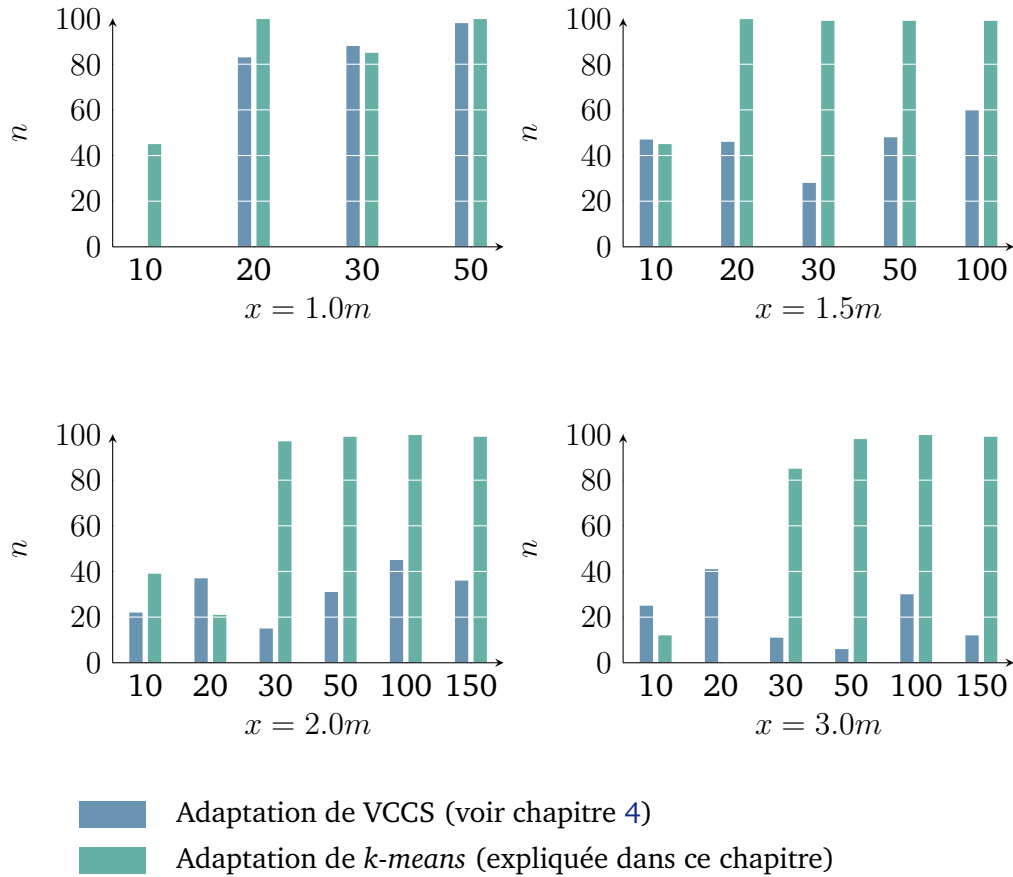 100
80
60
40
20
0
n
10 20 30 50
x = 1.0m
100
80
60
40
20
0
n
10 20 30 50 100
x = 1.5m
100
80
60
40
20
0
n
10 20 30 50 100 150
x = 2.0m
100
80
60
40
20
0
n
10 20 30 50 100 150
x = 3.0m
Adaptation de VCCS (voir chapitre 4)
Adaptation de k-means (expliquée dans ce chapitre)